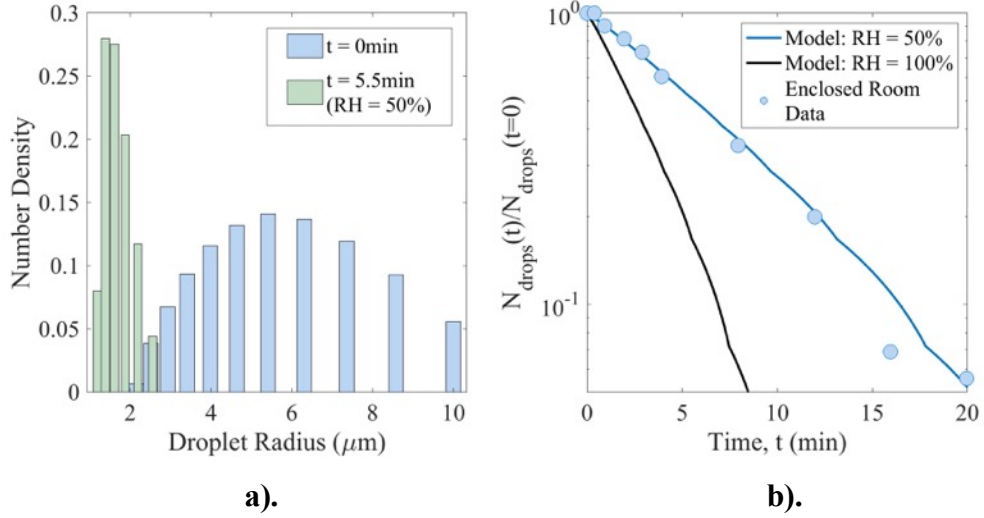 0.3
0.25
0.2
0.15
0.1
0.05
0
Number Density
t = 0min
t = 5.5min
(RH = 50%)
2
4
6
8
10
Droplet Radius (μm)
a).
10^0
10^-1
N_drops(t)/N_drops(t=0)
Model: RH = 50%
Model: RH = 100%
Enclosed Room
Data
0
5
10
15
20
Time, t (min)
b).